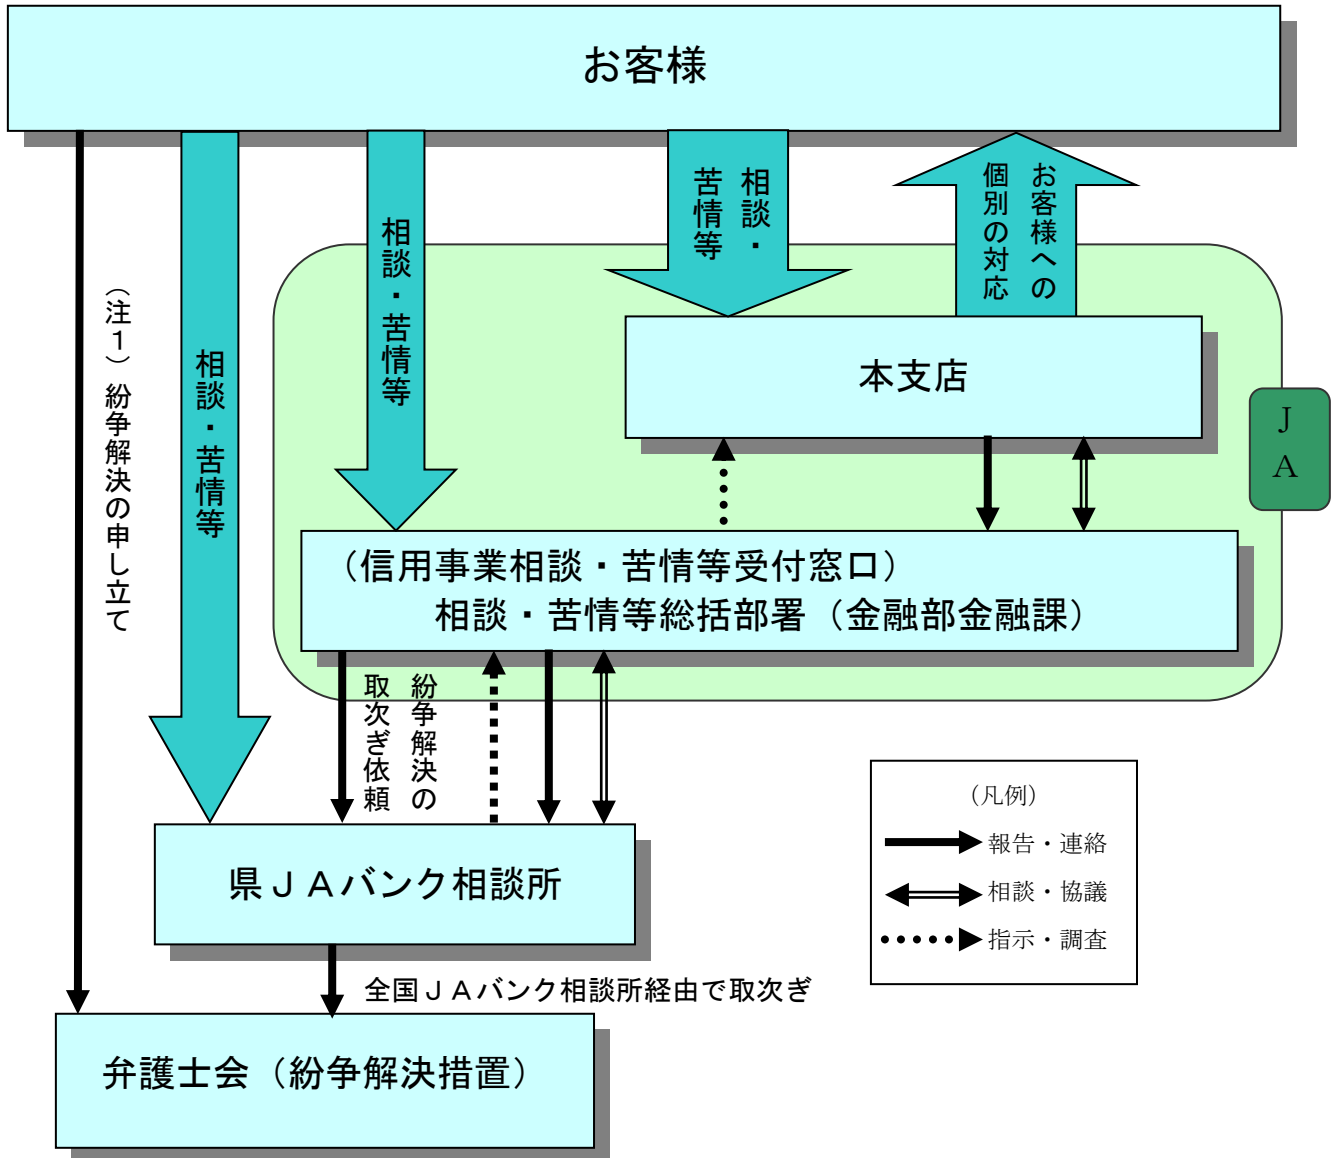 お客様
（注１）紛争解決の申し立て
相談・苦情等
相談・苦情等
相談・
苦情等
お客様への
個別の対応
本支店
ＪＡ
（信用事業相談・苦情等受付窓口）
相談・苦情等総括部署（金融部金融課）
紛争解決の
取次ぎ依頼
県ＪＡバンク相談所
全国ＪＡバンク相談所経由で取次ぎ
弁護士会（紛争解決措置）
（凡例）
報告・連絡
相談・協議
指示・調査